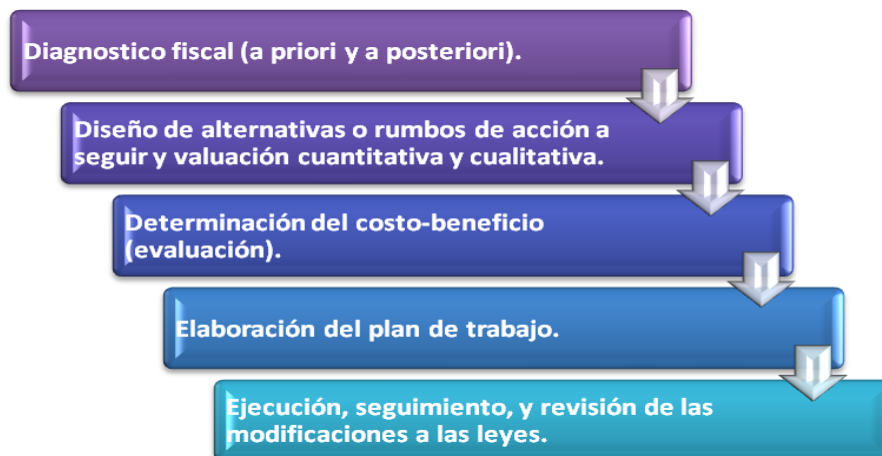 Diagnostico fiscal (a priori y a posteriori).
Diseño de alternativas o rumbos de acción a
seguir y valuación cuantitativa y cualitativa.
Determinación del costo-beneficio
(evaluación).
Elaboración del plan de trabajo.
Ejecución, seguimiento, y revisión de las
modificaciones a las leyes.